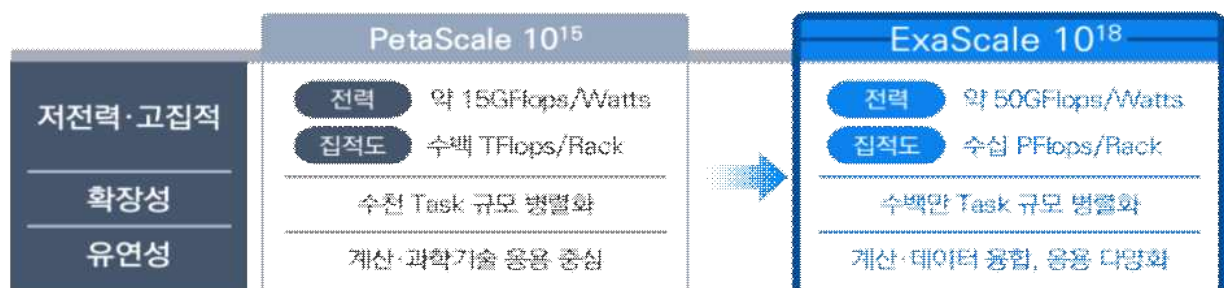 PetaScale 10¹⁵
ExaScale 10¹⁸
저전력·고집적
전력 약 15GFlops/Watts
전력 약 50GFlops/Watts
집적도 수백 TFlops/Rack
집적도 수십 PFlops/Rack
확장성
수천 Task 규모 병렬화
수백만 Task 규모 병렬화
유연성
계산·과학기술 응용 중심
계산·데이터 융합, 응용 다양화